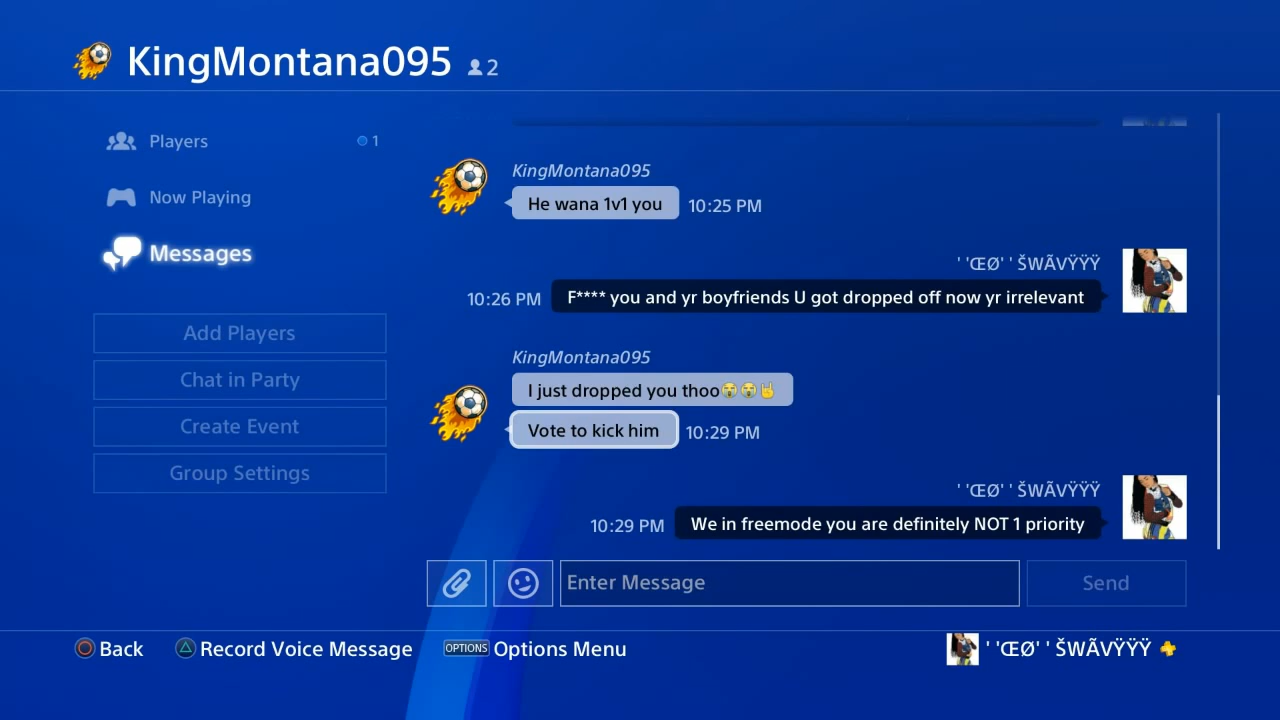 KingMontana095 2
Players 1
Now Playing
Messages
Add Players
Chat in Party
Create Event
Group Settings
KingMontana095
He wana 1v1 you 10:25 PM
' 'ŒØ' ' ŠWÃVŸŸŸ
10:26 PM F**** you and yr boyfriends U got dropped off now yr irrelevant
KingMontana095
I just dropped you thoo😭😭🤘
Vote to kick him 10:29 PM
' 'ŒØ' ' ŠWÃVŸŸŸ
10:29 PM We in freemode you are definitely NOT 1 priority
Enter Message Send
Back Record Voice Message OPTIONS Options Menu ' 'ŒØ' ' ŠWÃVŸŸŸ